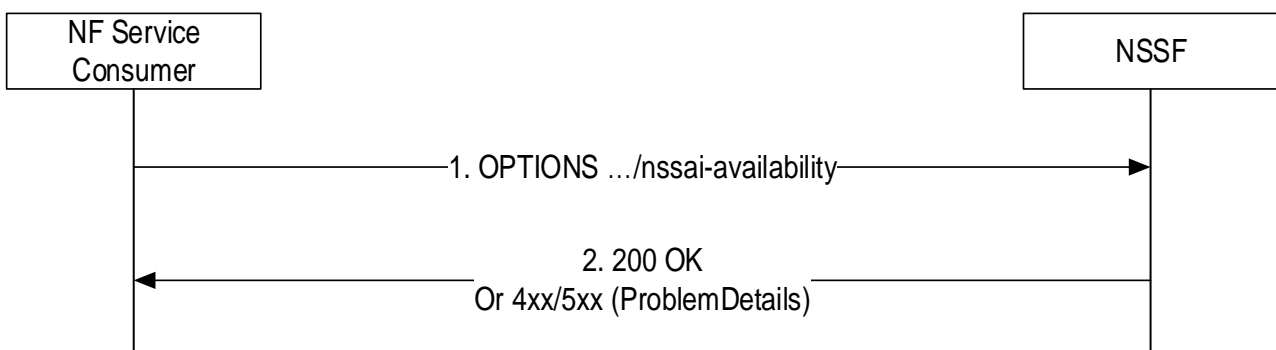 NF Service
Consumer
NSSF
1. OPTIONS …/nssai-availability
2. 200 OK
Or 4xx/5xx (ProblemDetails)